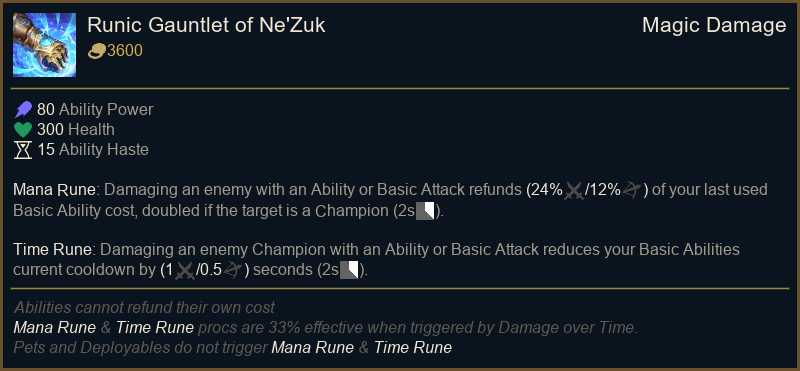 Runic Gauntlet of Ne'Zuk
Magic Damage
3600
80 Ability Power
300 Health
15 Ability Haste
Mana Rune: Damaging an enemy with an Ability or Basic Attack refunds (24%/12%) of your last used
Basic Ability cost, doubled if the target is a Champion (2s).
Time Rune: Damaging an enemy Champion with an Ability or Basic Attack reduces your Basic Abilities
current cooldown by (1/0.5) seconds (2s).
Abilities cannot refund their own cost
Mana Rune & Time Rune procs are 33% effective when triggered by Damage over Time.
Pets and Deployables do not trigger Mana Rune & Time Rune